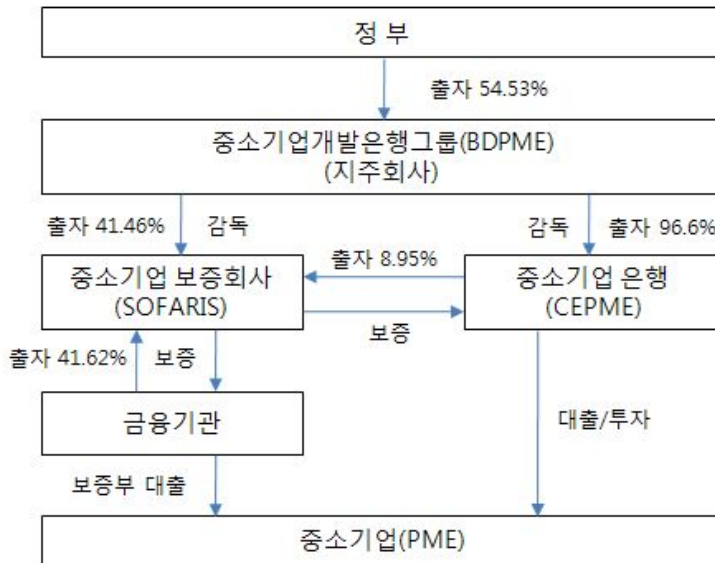 정 부
출자 54.53%
중소기업개발은행그룹(BDPME)
(지주회사)
출자 41.46% 감독
감독 출자 96.6%
중소기업 보증회사
(SOFARIS)
출자 8.95%
중소기업 은행
(CEPME)
보증
출자 41.62% 보증
금융기관
대출/투자
보증부 대출
중소기업(PME)